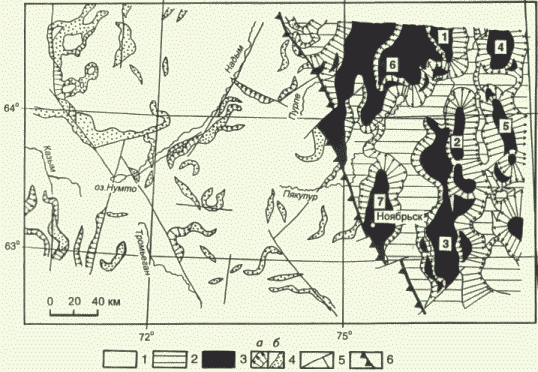 1
4
6
Надым
Пурпе
64°
5
2
Казым
оз.Нумто
Пякупур
7
Ноябрьск
Тромъеган
63°
3
0 20 40 км
72°
75°
а б
1 2 3 4 5 6